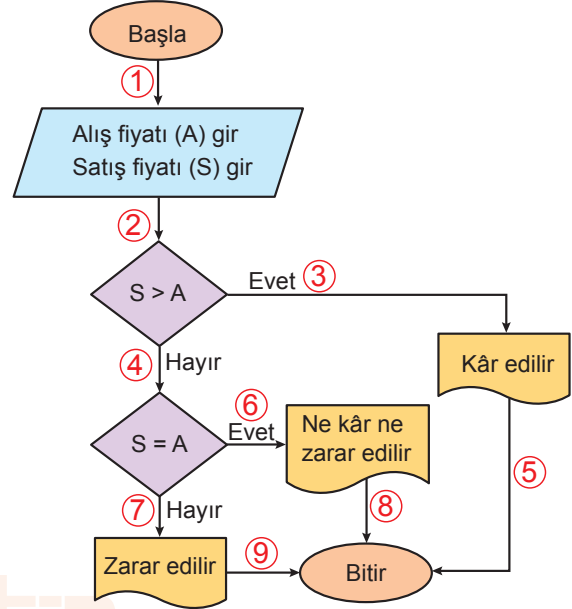 Başla
①
Alış fiyatı (A) gir
Satış fiyatı (S) gir
②
S > A
Evet ③
Kâr edilir
④ Hayır
S = A
⑥
Evet
Ne kâr ne
zarar edilir
⑤
⑦ Hayır
⑧
Zarar edilir
⑨
Bitir